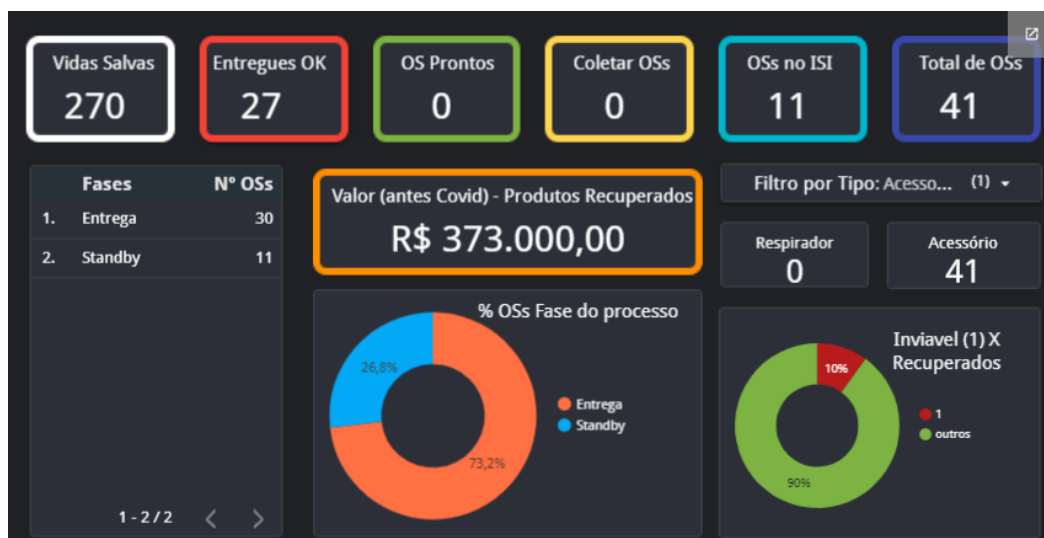 Vidas Salvas
270
Entregues OK
27
OS Prontos
0
Coletar OSs
0
OSs no ISI
11
Total de OSs
41
Fases Nº OSs
1. Entrega 30
2. Standby 11
1 - 2 / 2
Valor (antes Covid) - Produtos Recuperados
R$ 373.000,00
Filtro por Tipo: Acesso... (1)
Respirador
0
Acessório
41
% OSs Fase do processo
26,8%
73,2%
Entrega
Standby
Inviavel (1) X
Recuperados
10%
90%
1
outros